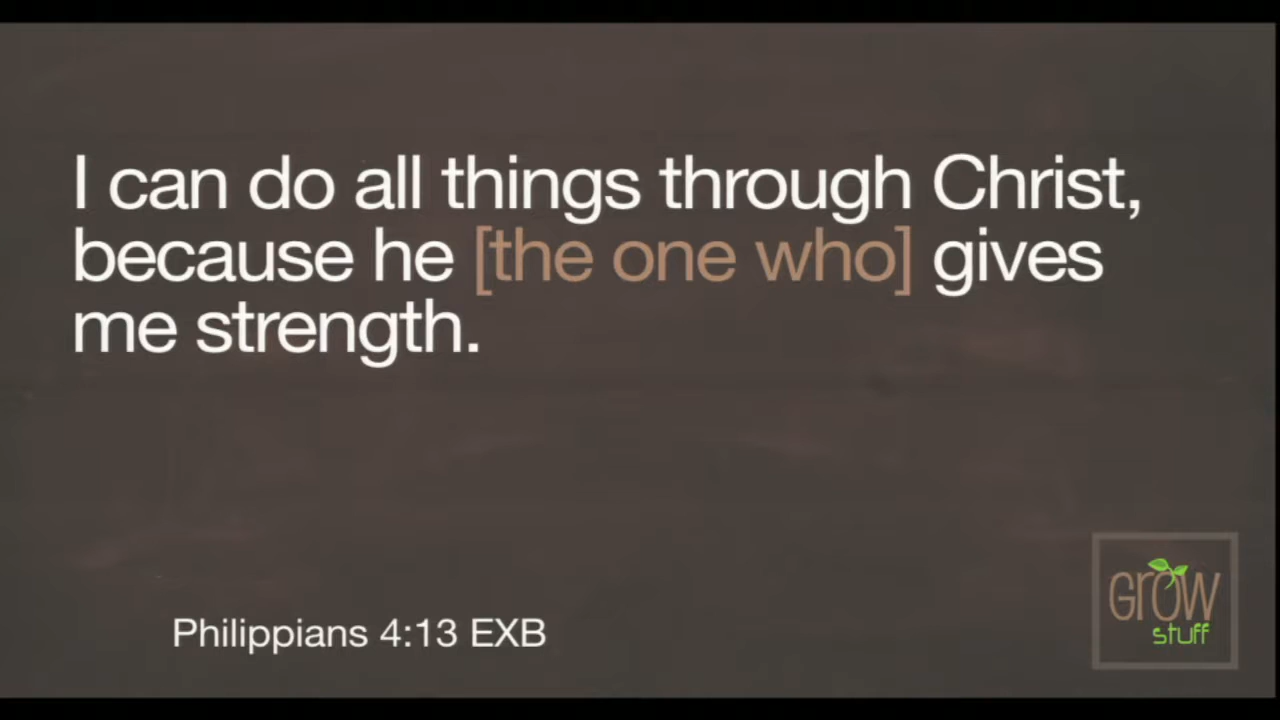 I can do all things through Christ,
because he [the one who] gives
me strength.
Philippians 4:13 EXB
Grow
stuff